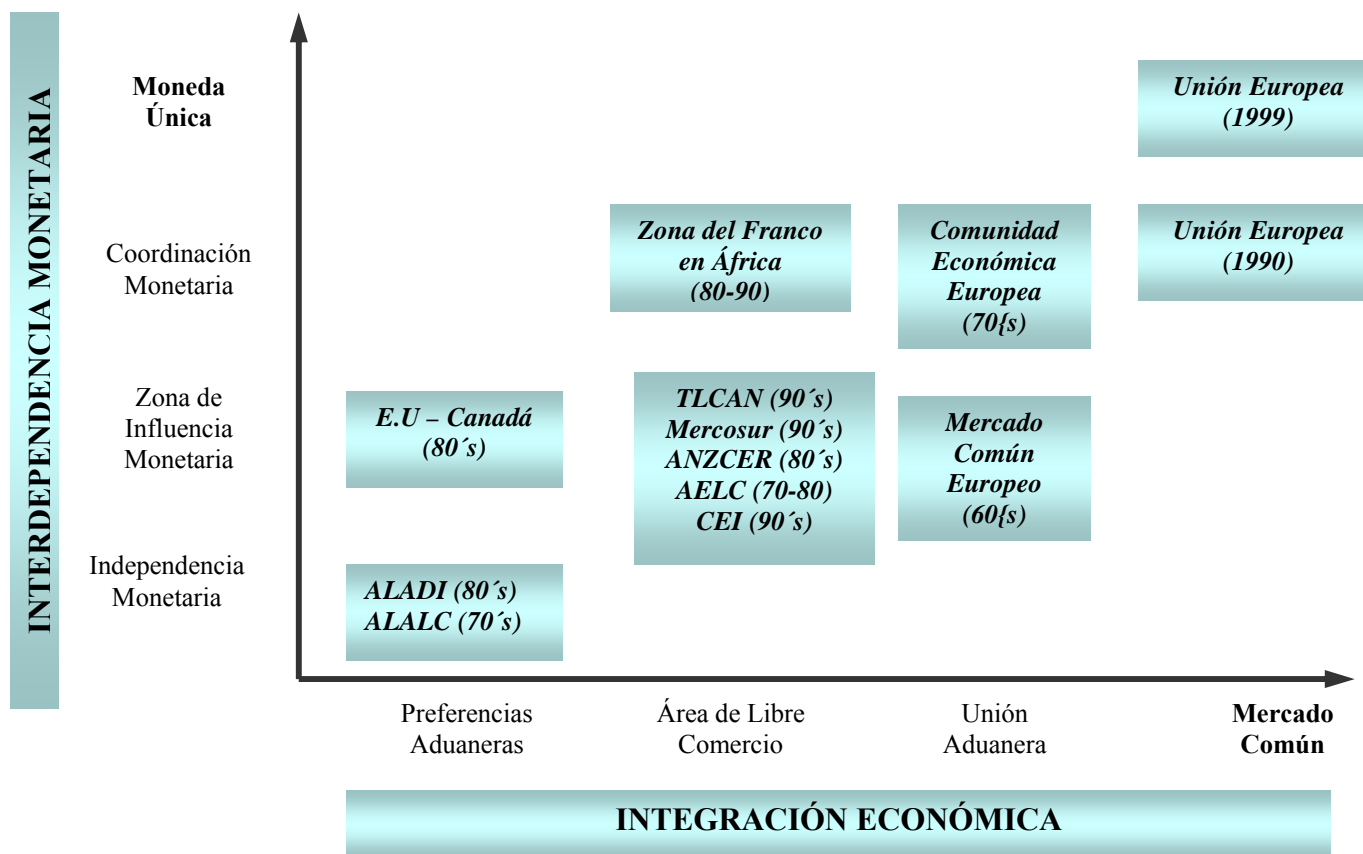 INTERDEPENDENCIA MONETARIA
Moneda
Única
Unión Europea
(1999)
Coordinación
Monetaria
Zona del Franco
en África
(80-90)
Comunidad
Económica
Europea
(70{s)
Unión Europea
(1990)
Zona de
Influencia
Monetaria
E.U – Canadá
(80´s)
TLCAN (90´s)
Mercosur (90´s)
ANZCER (80´s)
AELC (70-80)
CEI (90´s)
Mercado
Común
Europeo
(60{s)
Independencia
Monetaria
ALADI (80´s)
ALALC (70´s)
Preferencias
Aduaneras
Área de Libre
Comercio
Unión
Aduanera
Mercado
Común
INTEGRACIÓN ECONÓMICA